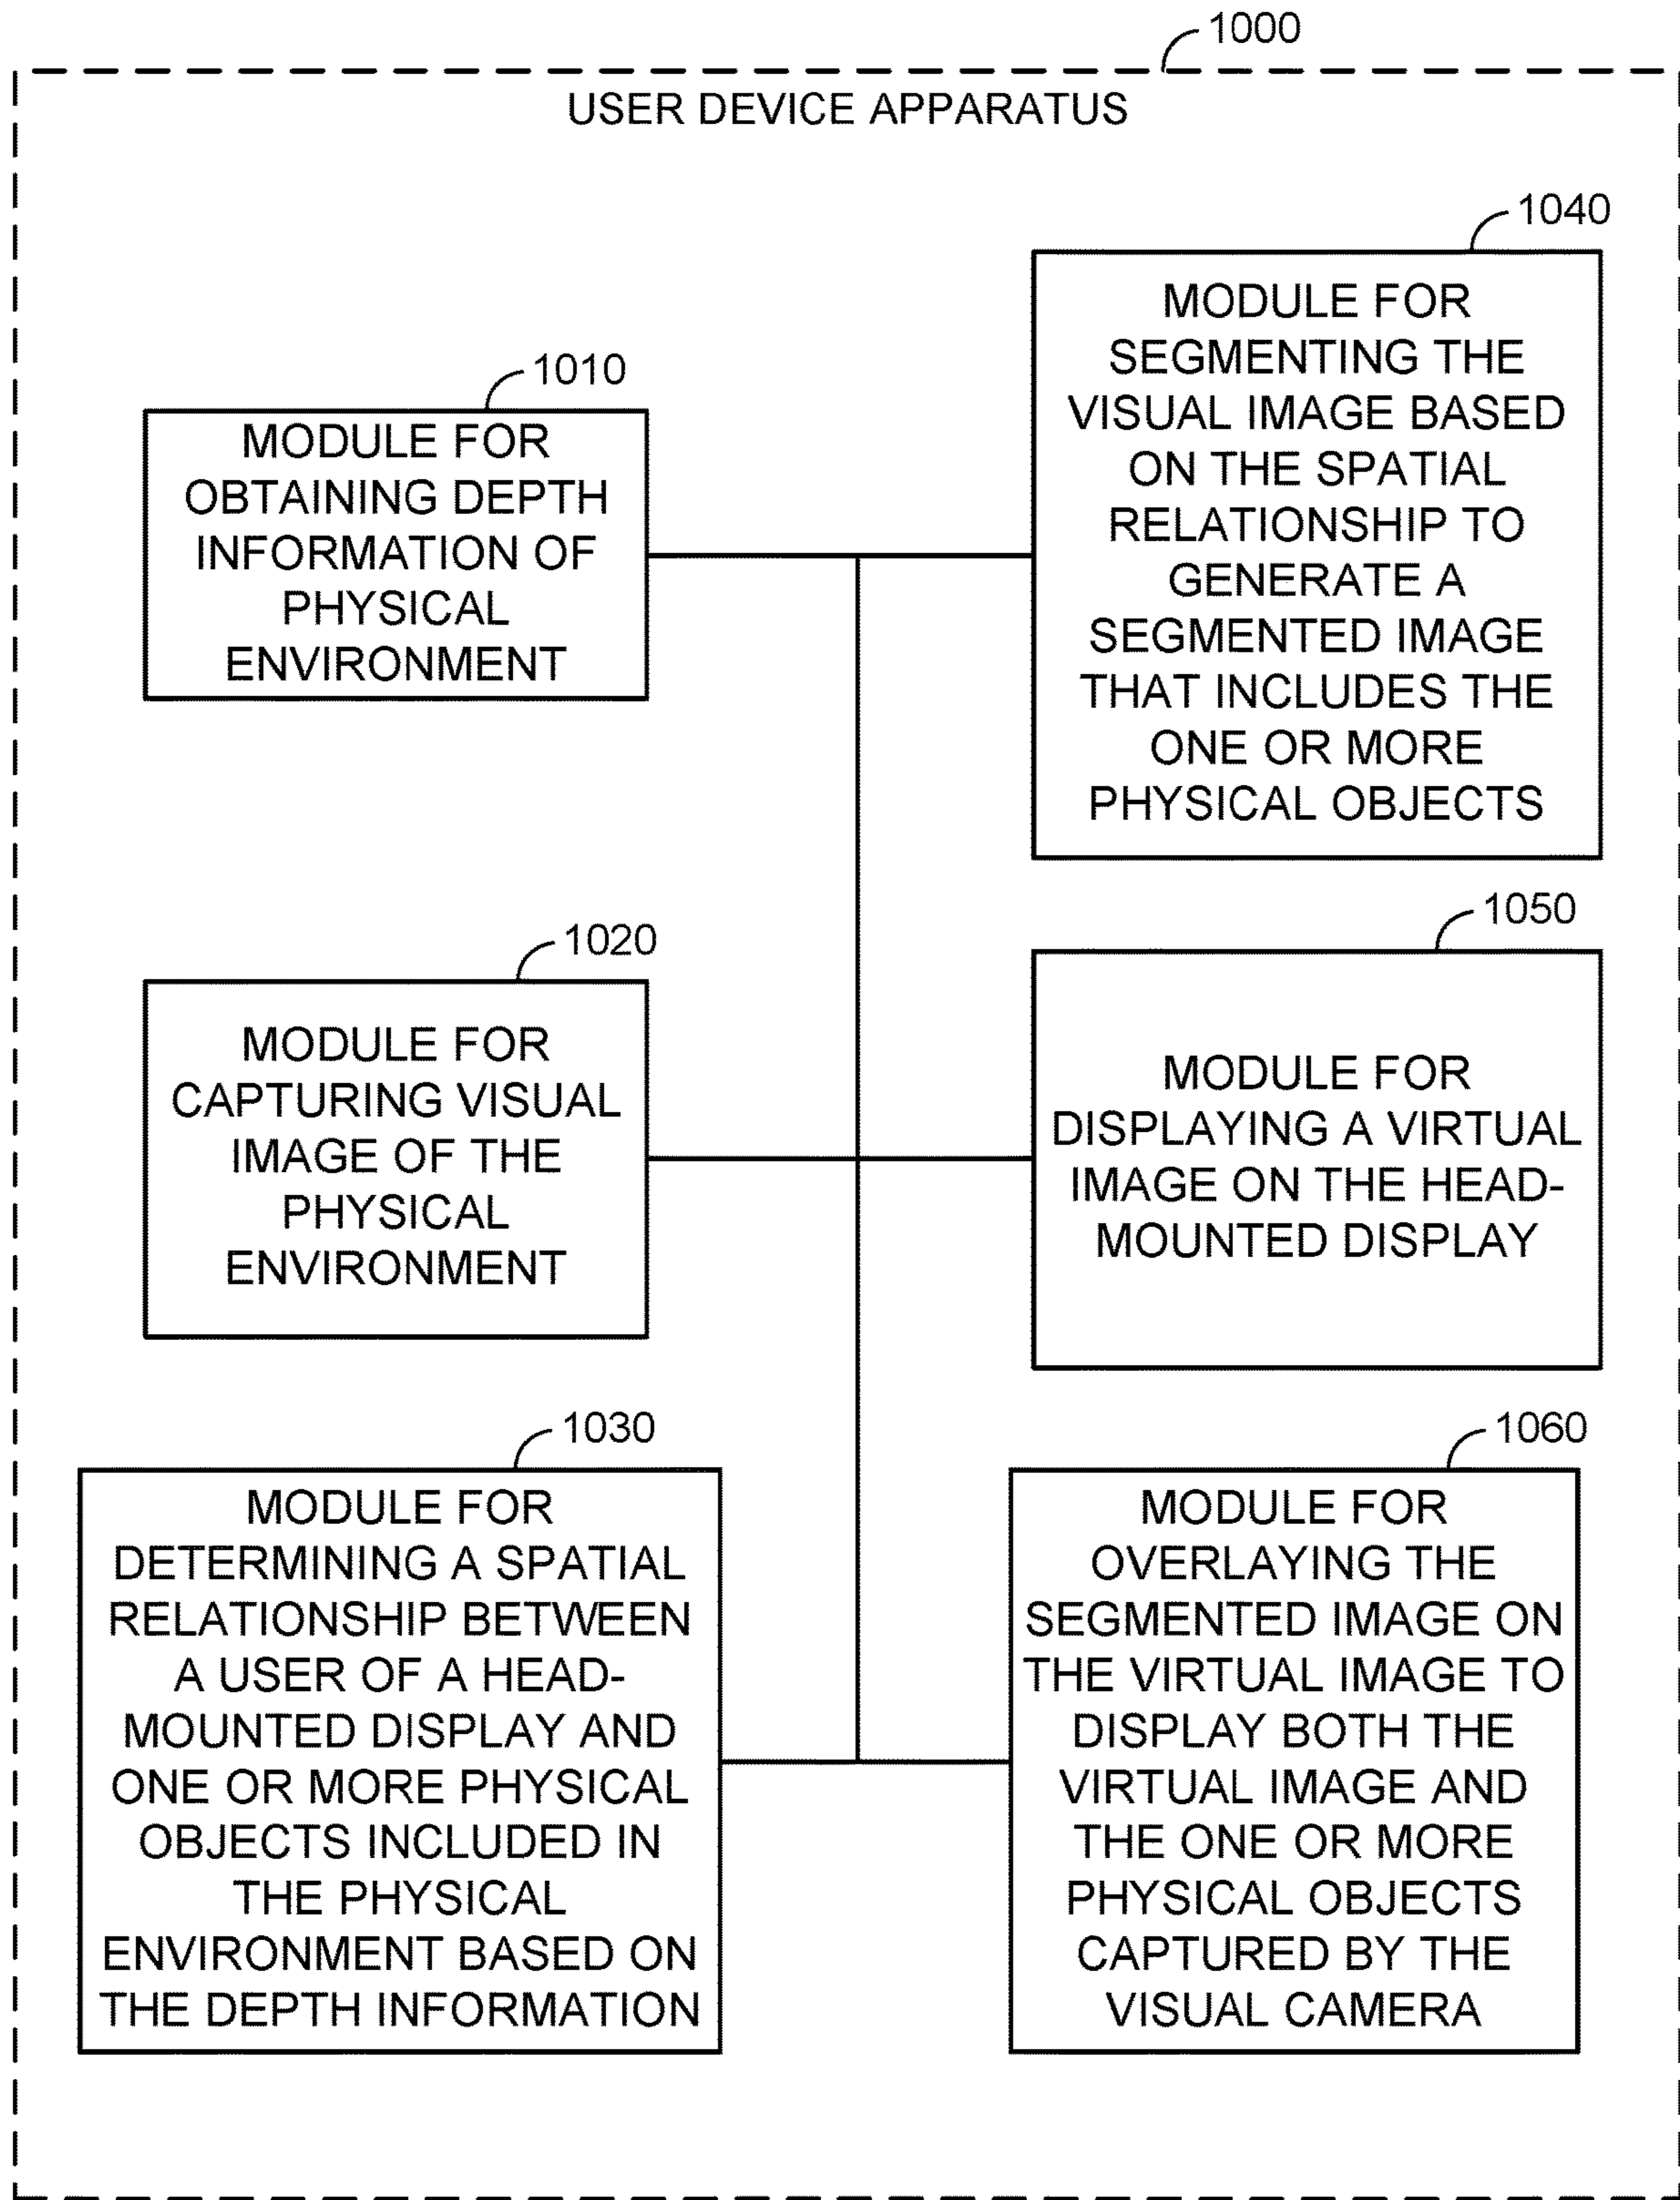 1000
USER DEVICE APPARATUS
1010
MODULE FOR
OBTAINING DEPTH
INFORMATION OF
PHYSICAL
ENVIRONMENT
1020
MODULE FOR
CAPTURING VISUAL
IMAGE OF THE
PHYSICAL
ENVIRONMENT
1030
MODULE FOR
DETERMINING A SPATIAL
RELATIONSHIP BETWEEN
A USER OF A HEAD-
MOUNTED DISPLAY AND
ONE OR MORE PHYSICAL
OBJECTS INCLUDED IN
THE PHYSICAL
ENVIRONMENT BASED ON
THE DEPTH INFORMATION
1040
MODULE FOR
SEGMENTING THE
VISUAL IMAGE BASED
ON THE SPATIAL
RELATIONSHIP TO
GENERATE A
SEGMENTED IMAGE
THAT INCLUDES THE
ONE OR MORE
PHYSICAL OBJECTS
1050
MODULE FOR
DISPLAYING A VIRTUAL
IMAGE ON THE HEAD-
MOUNTED DISPLAY
1060
MODULE FOR
OVERLAYING THE
SEGMENTED IMAGE ON
THE VIRTUAL IMAGE TO
DISPLAY BOTH THE
VIRTUAL IMAGE AND
THE ONE OR MORE
PHYSICAL OBJECTS
CAPTURED BY THE
VISUAL CAMERA